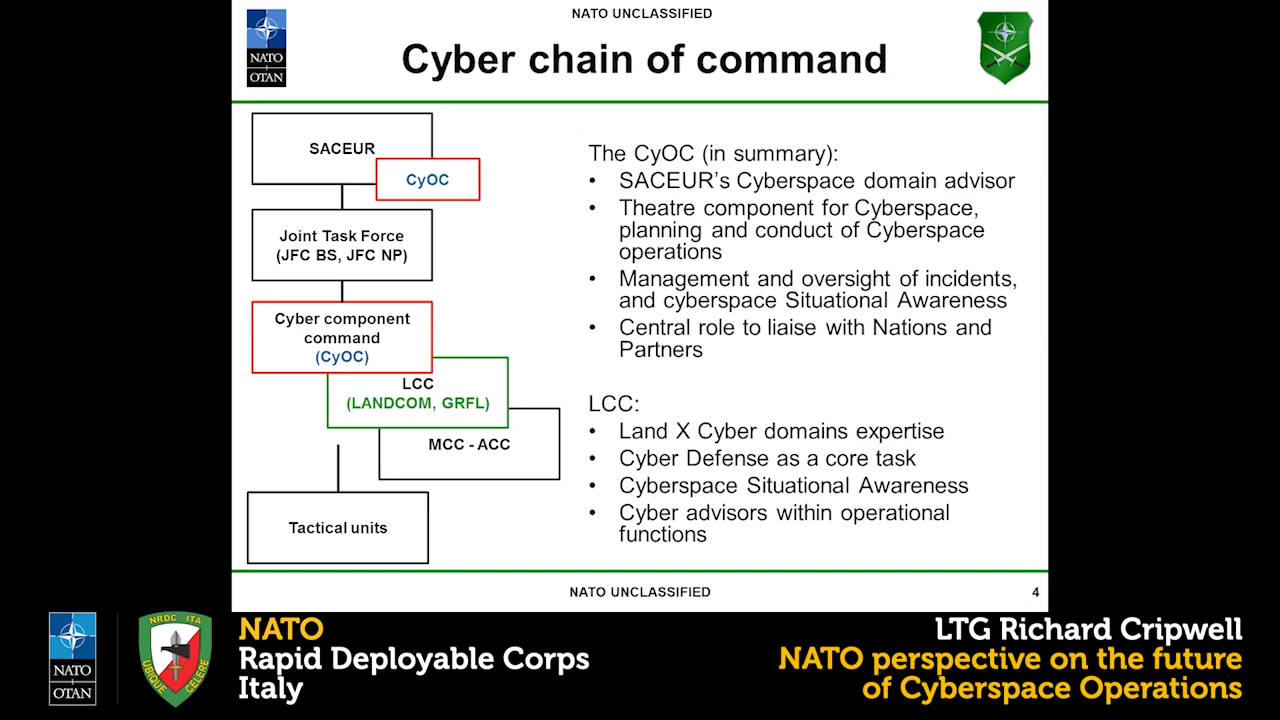 NATO UNCLASSIFIED
NATO
OTAN
Cyber chain of command
SACEUR
CyOC
Joint Task Force
(JFC BS, JFC NP)
Cyber component
command
(CyOC)
LCC
(LANDCOM, GRFL)
MCC - ACC
Tactical units
The CyOC (in summary):
• SACEUR’s Cyberspace domain advisor
• Theatre component for Cyberspace,
planning and conduct of Cyberspace
operations
• Management and oversight of incidents,
and cyberspace Situational Awareness
• Central role to liaise with Nations and
Partners
LCC:
• Land X Cyber domains expertise
• Cyber Defense as a core task
• Cyberspace Situational Awareness
• Cyber advisors within operational
functions
NATO UNCLASSIFIED
4
NATO
OTAN
NRDC - ITA
UBIQUE CELERE
NATO
Rapid Deployable Corps
Italy
LTG Richard Cripwell
NATO perspective on the future
of Cyberspace Operations